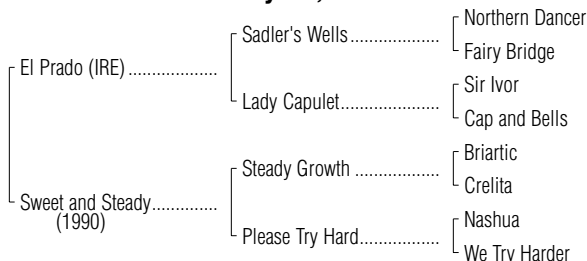 Northern Dancer
Sadler's Wells
Fairy Bridge
El Prado (IRE)
Sir Ivor
Lady Capulet
Cap and Bells
Briartic
Steady Growth
Crelita
Sweet and Steady
(1990)
Nashua
Please Try Hard
We Try Harder